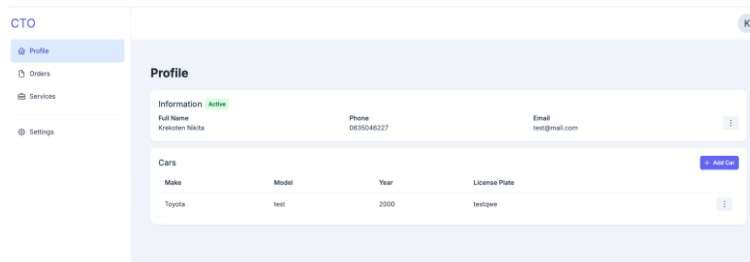 CTO
K
Profile
Orders
Services
Settings
Profile
Information Active
Full Name Phone Email
Krekoten Nikita 0635046227 test@mail.com
Cars + Add Car
Make Model Year License Plate
Toyota test 2000 testqwe